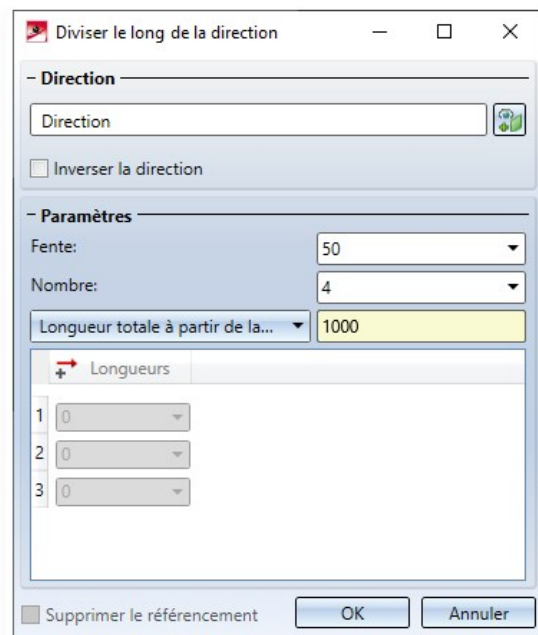 Diviser le long de la direction
Direction
Direction
Inverser la direction
Paramètres
Fente: 50
Nombre: 4
Longueur totale à partir de la... 1000
Longueurs
1 0
2 0
3 0
Supprimer le référencement OK Annuler